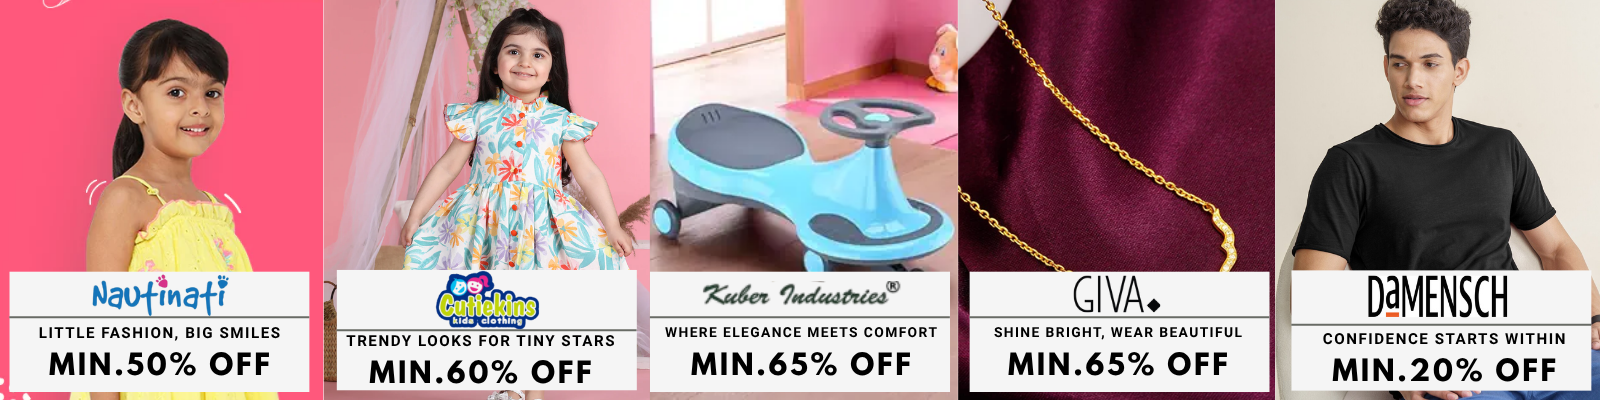 Nautinati
LITTLE FASHION, BIG SMILES
MIN.50% OFF
Cutiekins
kids clothing
TRENDY LOOKS FOR TINY STARS
MIN.60% OFF
Kuber Industries®
WHERE ELEGANCE MEETS COMFORT
MIN.65% OFF
GIVA
SHINE BRIGHT, WEAR BEAUTIFUL
MIN.65% OFF
DaMENSCH
CONFIDENCE STARTS WITHIN
MIN.20% OFF